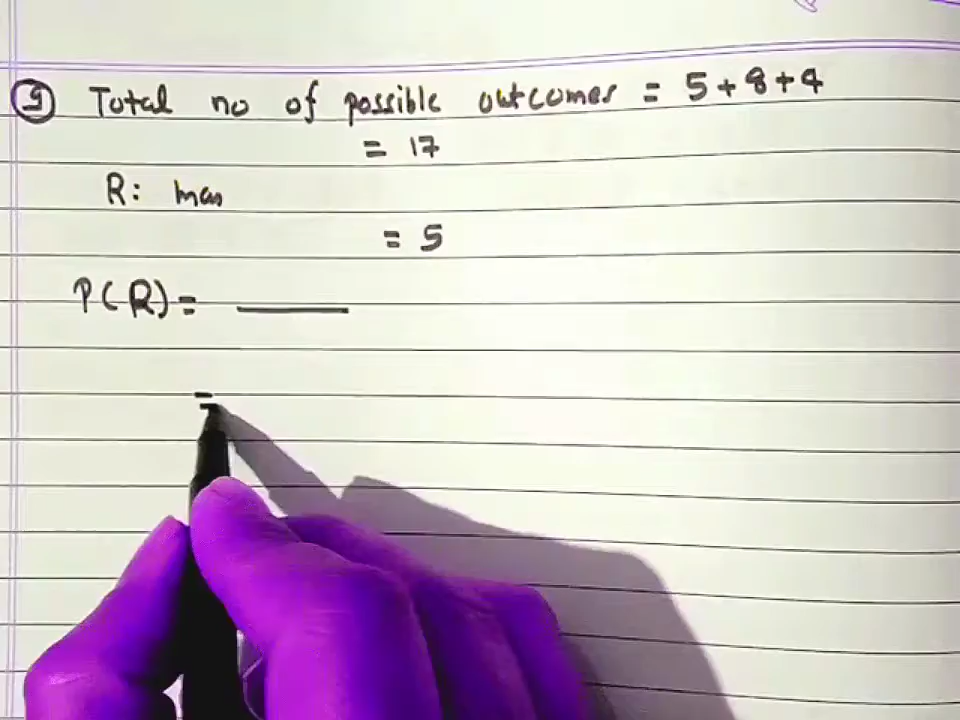 9 Total no of possible outcomes = 5+8+4
= 17
R:
= 5
P(R) =
=